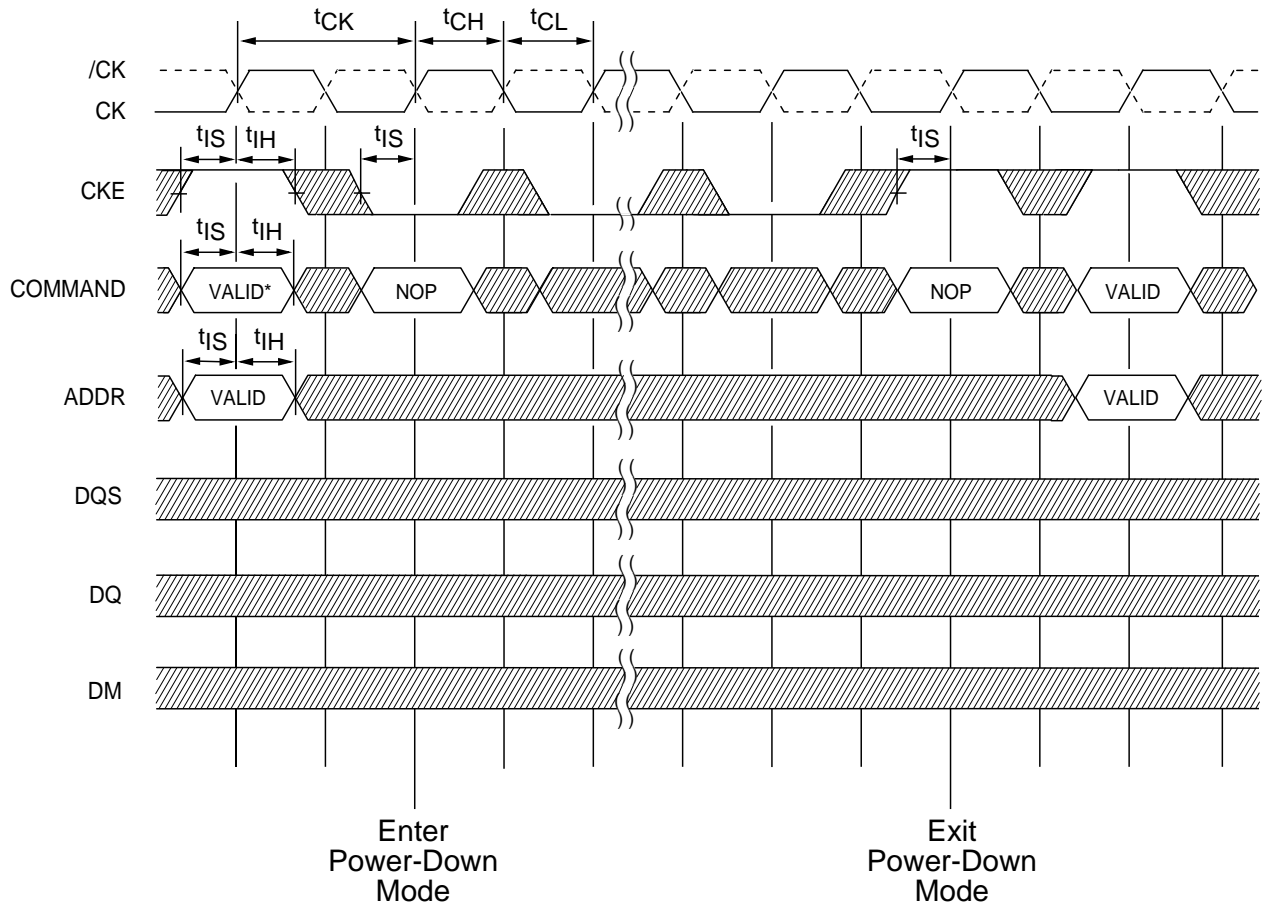 tCK
tCH
tCL
/CK
CK
tIS
tIH
tIS
tIS
CKE
tIS
tIH
COMMAND
VALID*
NOP
NOP
VALID
tIS
tIH
ADDR
VALID
VALID
DQS
DQ
DM
Enter
Power-Down
Mode
Exit
Power-Down
Mode